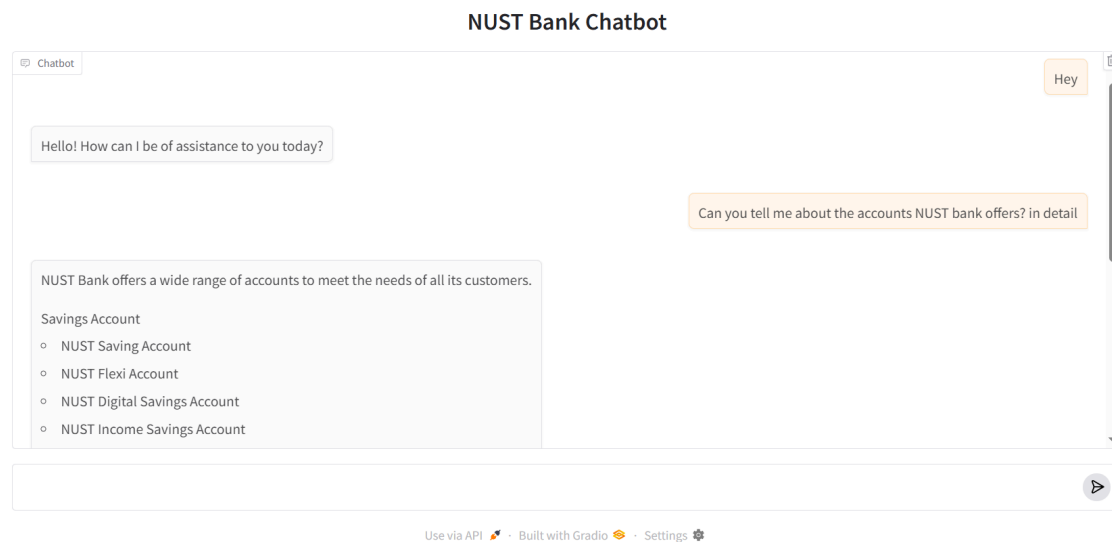 NUST Bank Chatbot
Chatbot
Hey
Hello! How can I be of assistance to you today?
Can you tell me about the accounts NUST bank offers? in detail
NUST Bank offers a wide range of accounts to meet the needs of all its customers.
Savings Account
NUST Saving Account
NUST Flexi Account
NUST Digital Savings Account
NUST Income Savings Account
Use via API · Built with Gradio · Settings